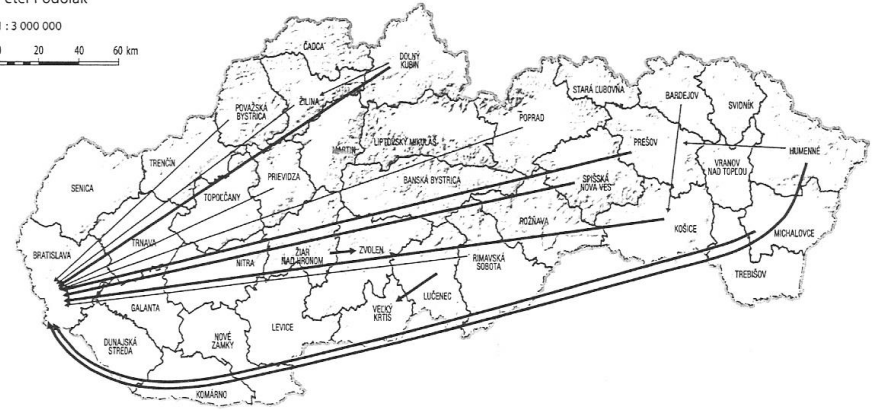 1 : 3 000 000
20 40 60 km
ČADCA
DOLNÝ
KUBÍN
POVAŽSKÁ
BYSTRICA
ŽILINA
STARÁ ĽUBOVŇA
BARDEJOV
SVIDNÍK
POPRAD
TRENČÍN
MARTIN
LIPTOVSKÝ MIKULÁŠ
PREŠOV
HUMENNÉ
VRANOV
NAD TOPĽOU
SENICA
PRIEVIDZA
TOPOĽČANY
BANSKÁ BYSTRICA
SPIŠSKÁ
NOVÁ VES
ROŽŇAVA
KOŠICE
MICHALOVCE
BRATISLAVA
TRNAVA
NITRA
ŽIAR
NAD HRONOM
ZVOLEN
RIMAVSKÁ
SOBOTA
TREBIŠOV
GALANTA
LUČENEC
VEĽKÝ
KRTÍŠ
LEVICE
DUNAJSKÁ
STREDA
NOVÉ
ZÁMKY
KOMÁRNO